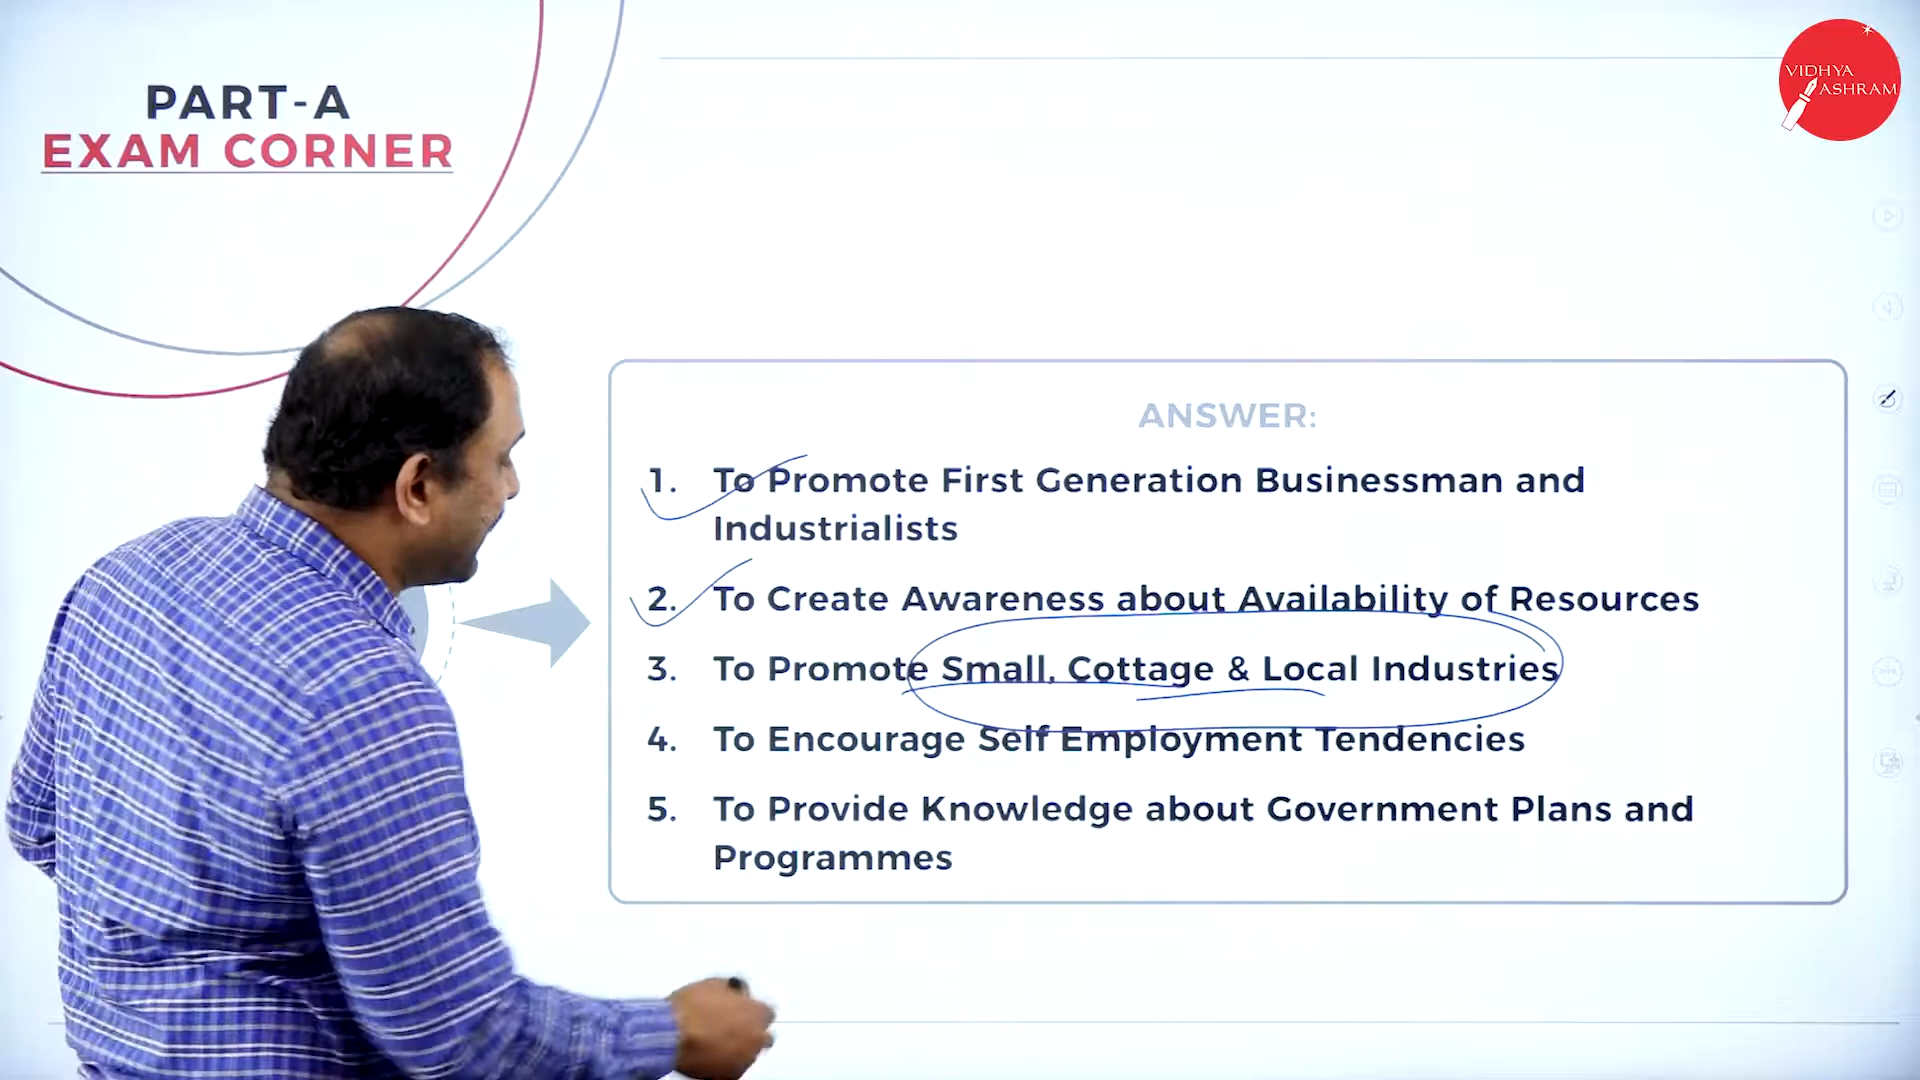 PART-A
EXAM CORNER
VIDHYA
ASHRAM
ANSWER:
1. To Promote First Generation Businessman and
Industrialists
2. To Create Awareness about Availability of Resources
3. To Promote Small, Cottage & Local Industries
4. To Encourage Self Employment Tendencies
5. To Provide Knowledge about Government Plans and
Programmes